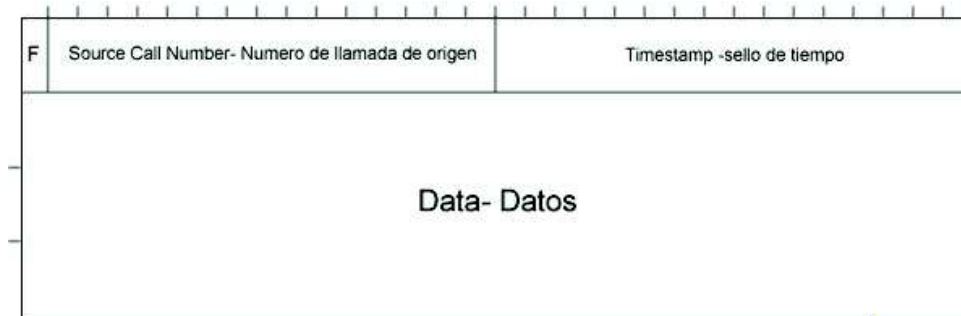 F
Source Call Number- Numero de llamada de origen
Timestamp -sello de tiempo
Data- Datos